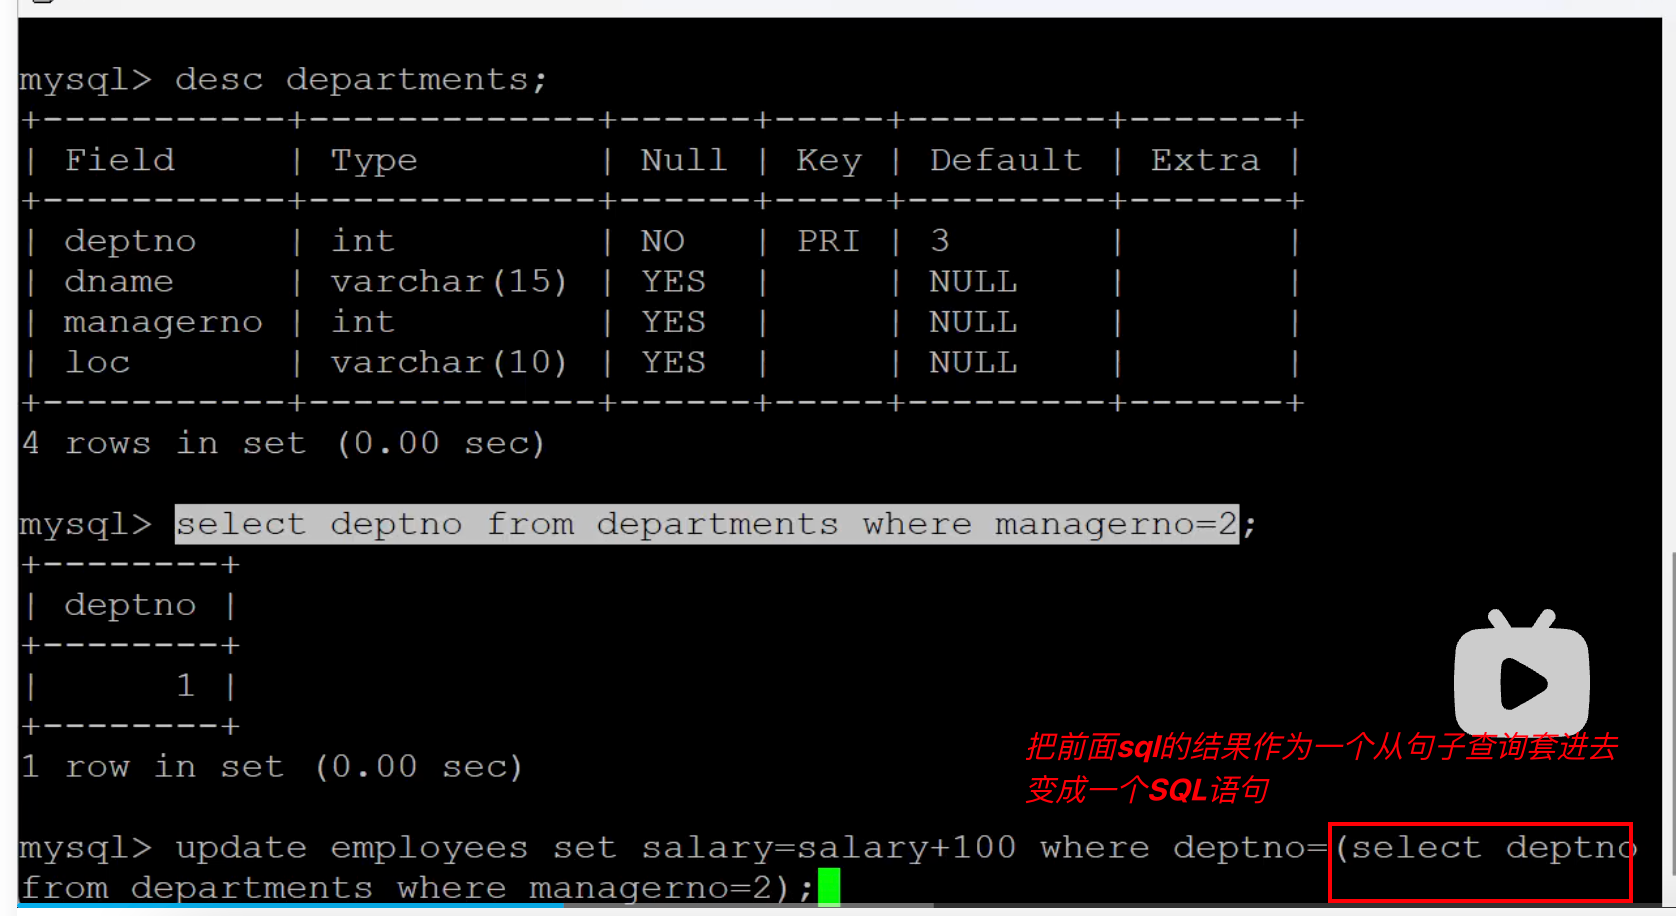 mysql> desc departments;
+-----------+-------------+------+-----+---------+-------+
| Field     | Type        | Null | Key | Default | Extra |
+-----------+-------------+------+-----+---------+-------+
| deptno    | int         | NO   | PRI | 3       |       |
| dname     | varchar(15) | YES  |     | NULL    |       |
| managerno | int         | YES  |     | NULL    |       |
| loc       | varchar(10) | YES  |     | NULL    |       |
+-----------+-------------+------+-----+---------+-------+
4 rows in set (0.00 sec)
mysql> select deptno from departments where managerno=2;
+--------+
| deptno |
+--------+
|      1 |
+--------+
1 row in set (0.00 sec)
把前面sql的结果作为一个从句子查询套进去
变成一个SQL语句
mysql> update employees set salary=salary+100 where deptno=(select deptno
from departments where managerno=2);